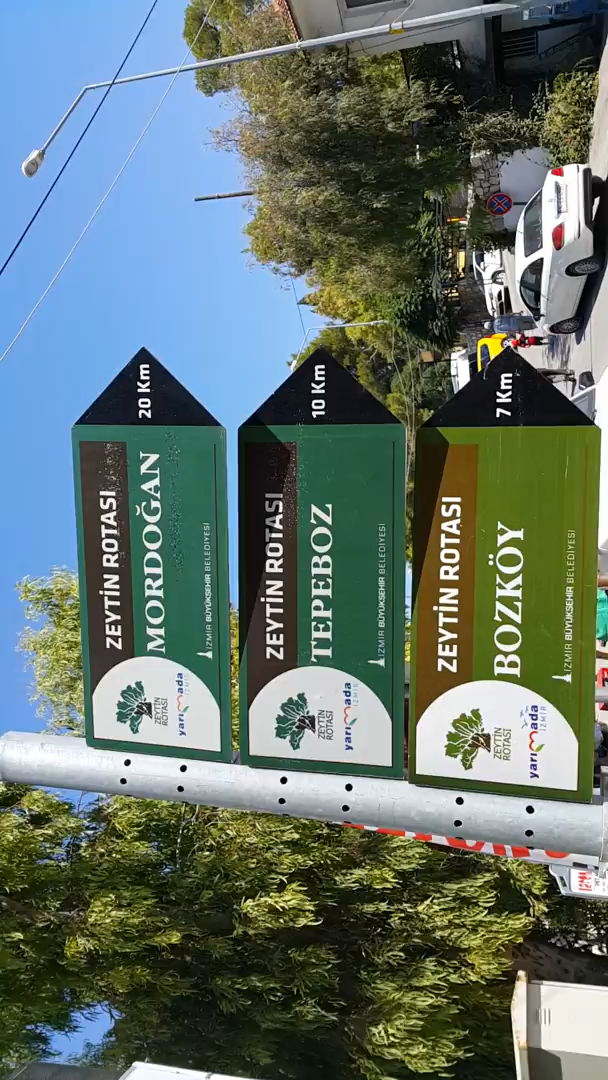 ZEYTİN ROTASI
MORDOĞAN
20 Km
İZMİR BÜYÜKŞEHİR BELEDİYESİ
ZEYTİN
ROTASI
yarımada
İZMİR
ZEYTİN ROTASI
TEPEBOZ
10 Km
İZMİR BÜYÜKŞEHİR BELEDİYESİ
ZEYTİN
ROTASI
yarımada
İZMİR
ZEYTİN ROTASI
BOZKÖY
7 Km
İZMİR BÜYÜKŞEHİR BELEDİYESİ
ZEYTİN
ROTASI
yarımada
İZMİR